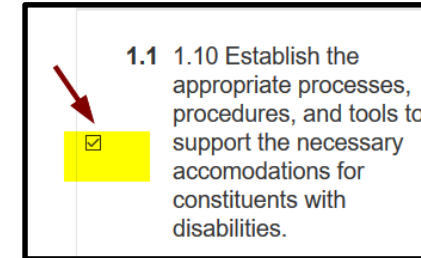 1.1 1.10 Establish the
appropriate processes,
procedures, and tools to
support the necessary
accomodations for
constituents with
disabilities.